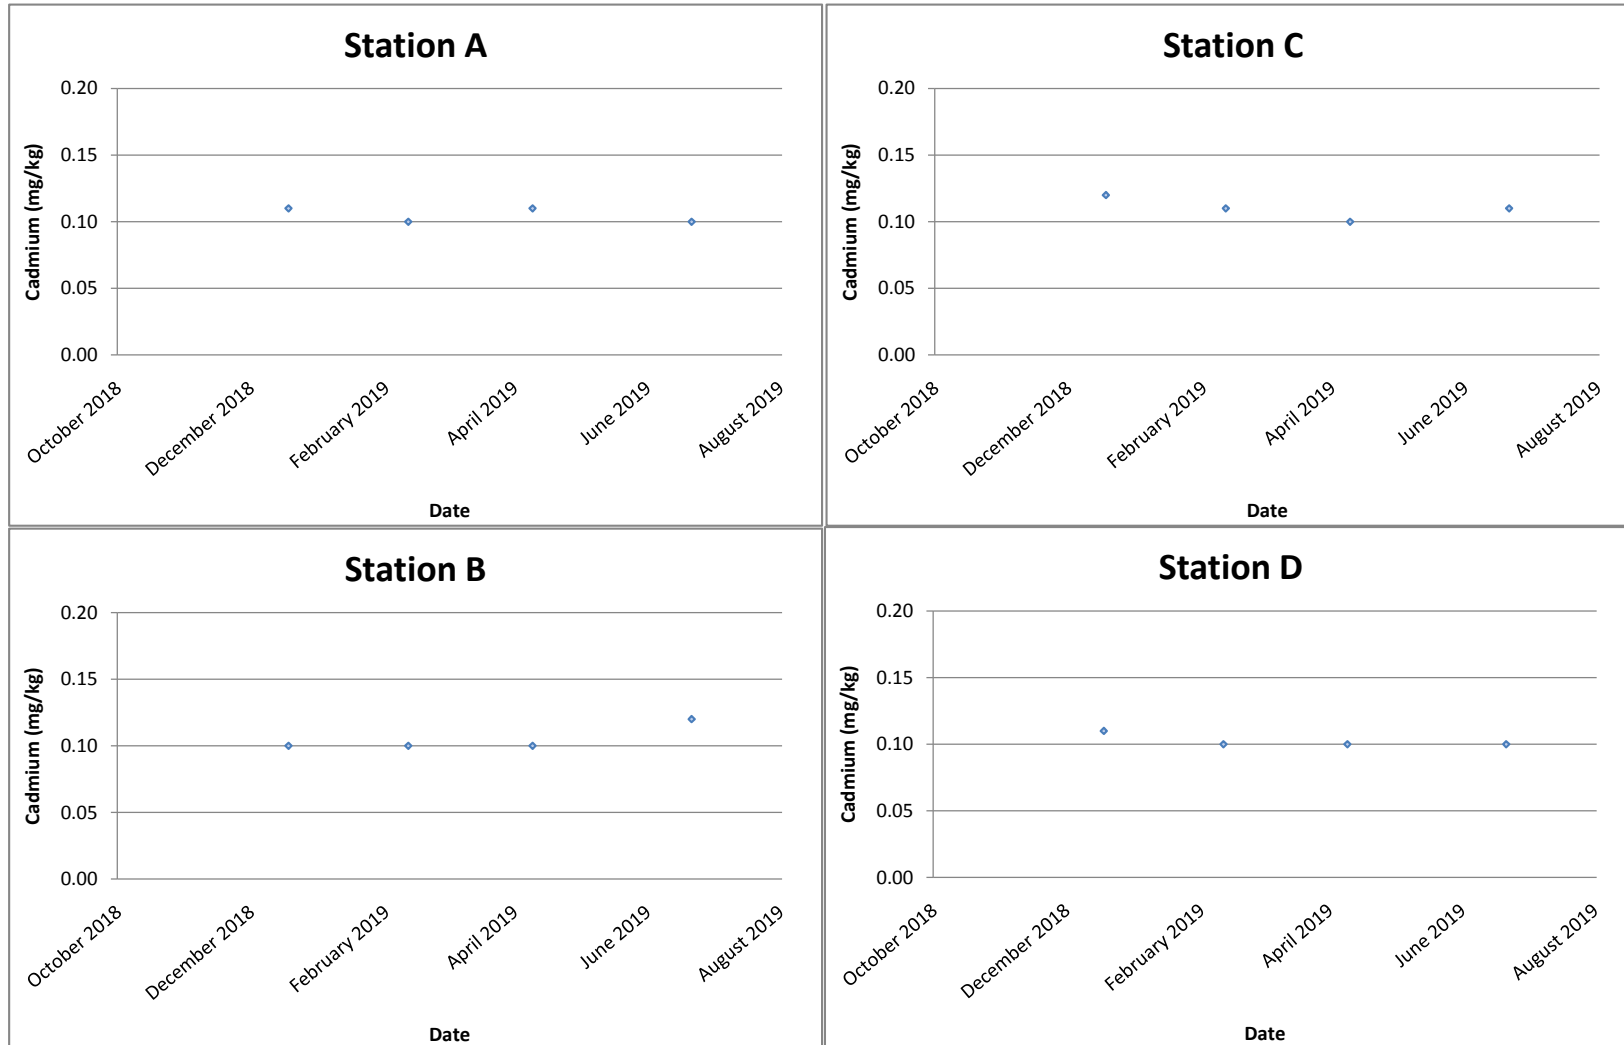 Station A
0.20
0.15
0.10
0.05
0.00
Cadmium (mg/kg)
October 2018
December 2018
February 2019
April 2019
June 2019
August 2019
Date
Station C
0.20
0.15
0.10
0.05
0.00
Cadmium (mg/kg)
October 2018
December 2018
February 2019
April 2019
June 2019
August 2019
Date
Station B
0.20
0.15
0.10
0.05
0.00
Cadmium (mg/kg)
October 2018
December 2018
February 2019
April 2019
June 2019
August 2019
Date
Station D
0.20
0.15
0.10
0.05
0.00
Cadmium (mg/kg)
October 2018
December 2018
February 2019
April 2019
June 2019
August 2019
Date